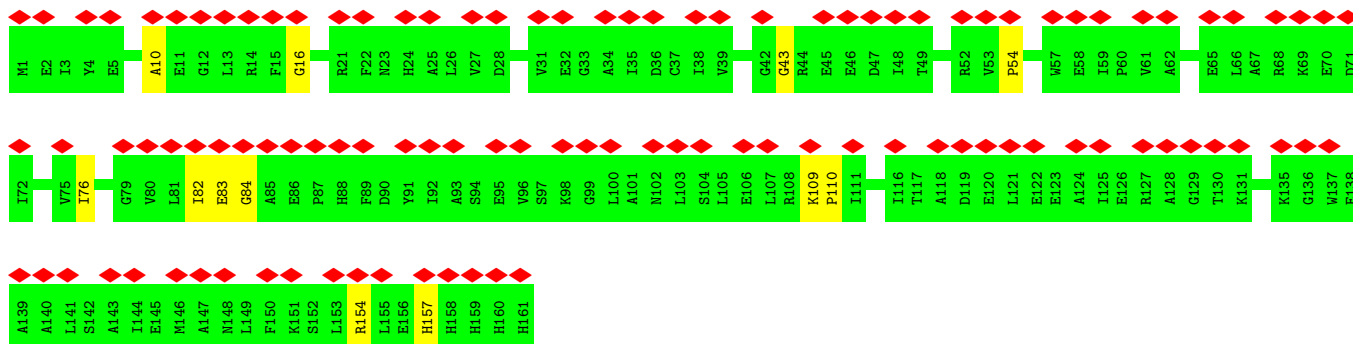 M1 E2 I3 Y4 E5 A10 E11 G12 L13 R14 F15 G16 R21 F22 N23 H24 A25 L26 V27 D28 V31 E32 G33 A34 I35 D36 C37 I38 V39 G42 G43 R44 E45 E46 D47 I48 T49 R52 V53 P54 W57 E58 I59 P60 V61 A62 E65 L66 A67 R68 K69 E70 D71
I72 V75 I76 G79 V80 L81 I82 E83 G84 A85 E86 P87 H88 F89 D90 Y91 I92 A93 S94 E95 V96 S97 K98 G99 L100 A101 N102 L103 S104 L105 E106 L107 R108 K109 P110 I111 I116 T117 A118 D119 E120 L121 E122 E123 A124 I125 E126 R127 A128 G129 T130 K131 K135 G136 W137 E138
A139 A140 L141 S142 A143 I144 E145 M146 A147 N148 L149 F150 K151 S152 L153 R154 L155 E156 H157 H158 H159 H160 H161